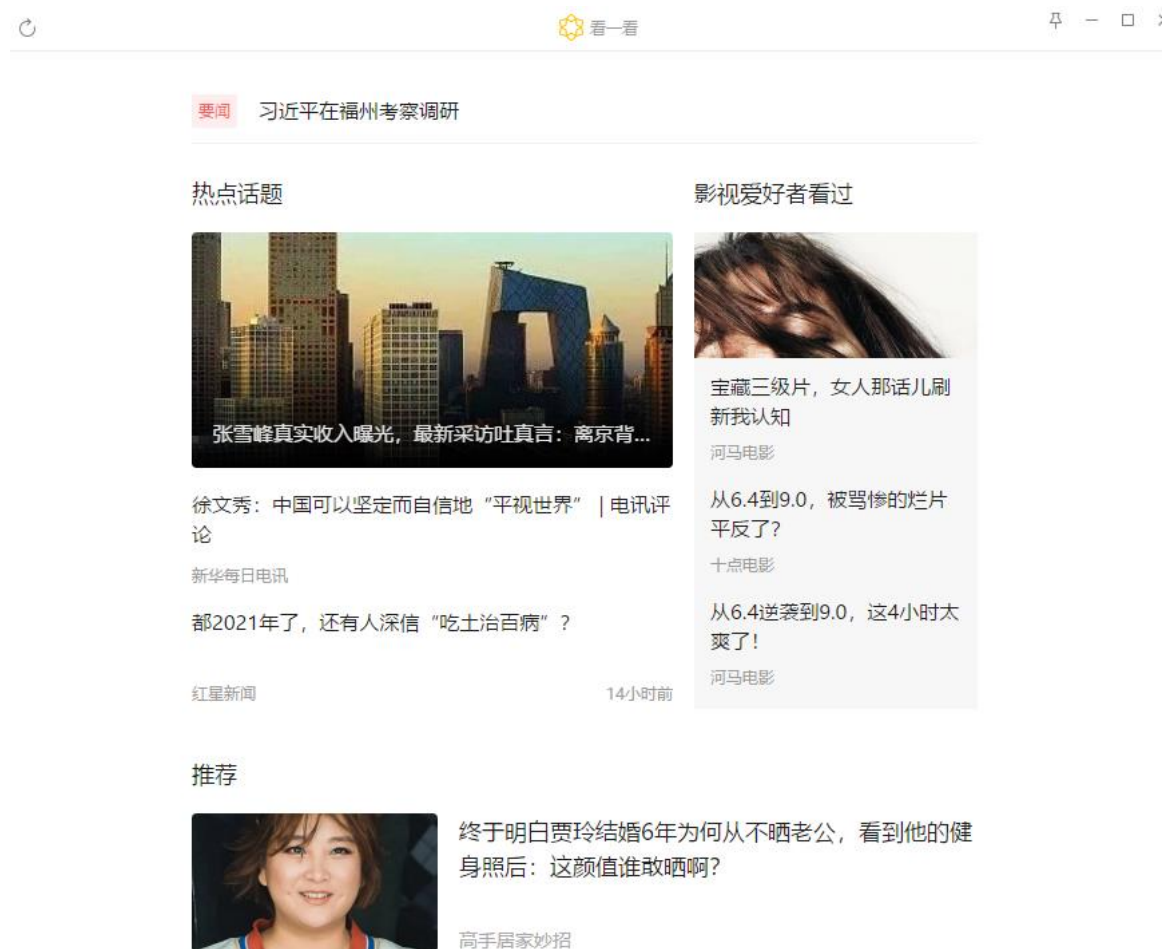 看一看
要闻 习近平在福州考察调研
热点话题
张雪峰真实收入曝光，最新采访吐真言：离京背...
徐文秀：中国可以坚定而自信地“平视世界” | 电讯评
论
新华每日电讯
都2021年了，还有人深信“吃土治百病”？
红星新闻 14小时前
影视爱好者看过
宝藏三级片，女人那话儿刷
新我认知
河马电影
从6.4到9.0，被骂惨的烂片
平反了?
十点电影
从6.4逆袭到9.0，这4小时太
爽了!
河马电影
推荐
终于明白贾玲结婚6年为何从不晒老公，看到他的健
身照后：这颜值谁敢晒啊?
高手居家妙招